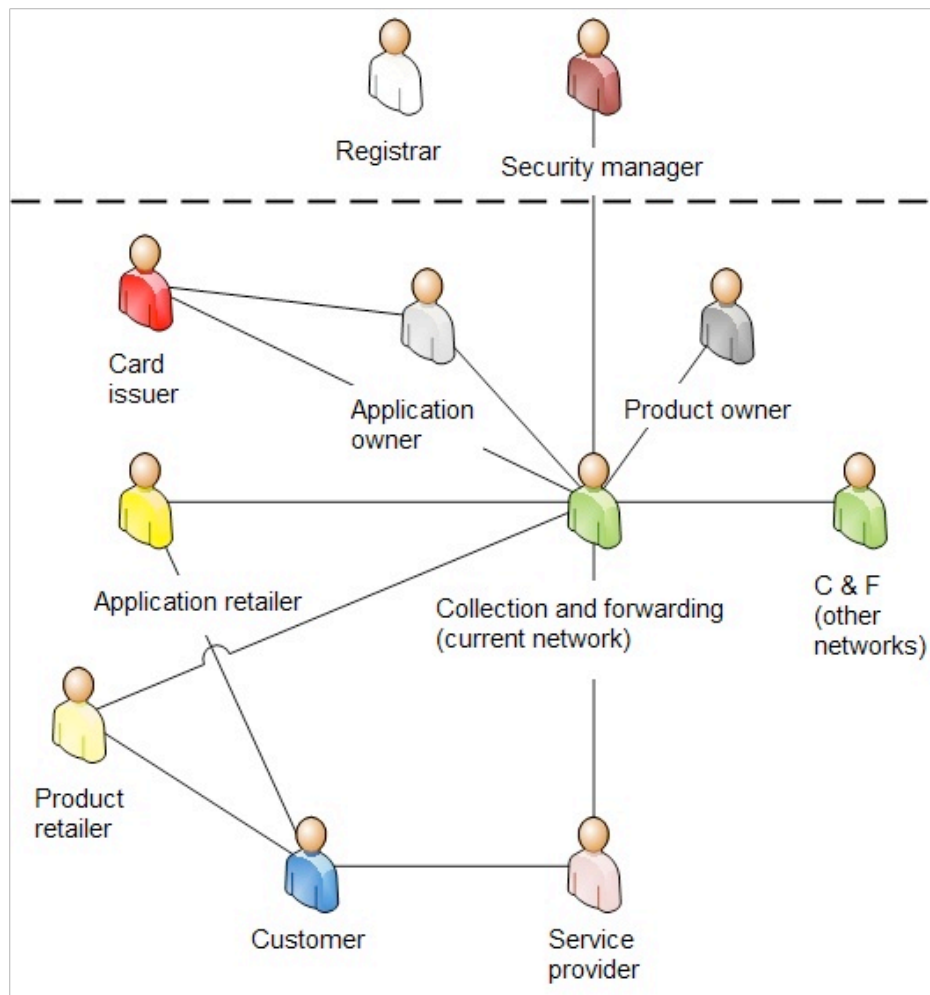 Registrar
Security manager
Card
issuer
Application
owner
Product owner
Application retailer
Collection and forwarding
(current network)
C & F
(other
networks)
Product
retailer
Customer
Service
provider